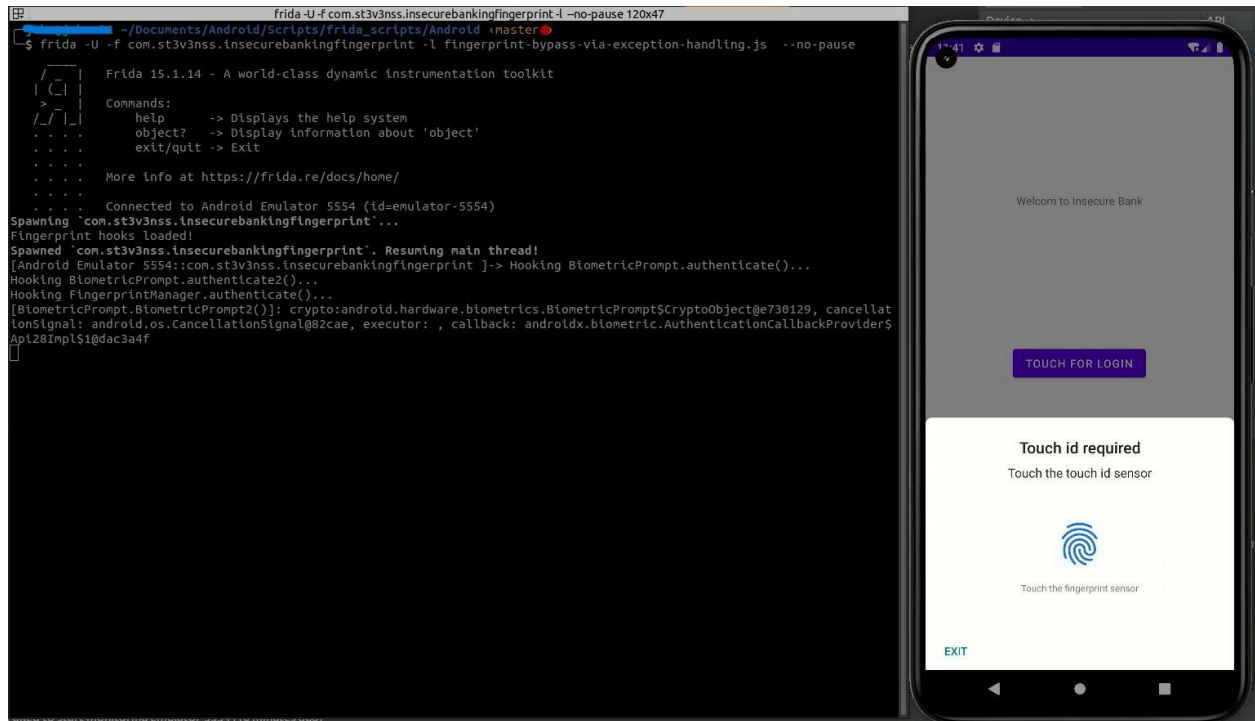 frida -U -f com.st3v3nss.insecurebankingfingerprint -l --no-pause 120x47
~/Documents/Android/Scripts/frida_scripts/Android ‹master
$ frida -U -f com.st3v3nss.insecurebankingfingerprint -l fingerprint-bypass-via-exception-handling.js --no-pause
____
/ _ | Frida 15.1.14 - A world-class dynamic instrumentation toolkit
| (_| |
> _ | Commands:
/_/ |_| help -> Displays the help system
. . . . object? -> Display information about 'object'
. . . . exit/quit -> Exit
. . . .
. . . . More info at https://frida.re/docs/home/
. . . .
. . . . Connected to Android Emulator 5554 (id=emulator-5554)
Spawning `com.st3v3nss.insecurebankingfingerprint`...
Fingerprint hooks loaded!
Spawned `com.st3v3nss.insecurebankingfingerprint`. Resuming main thread!
[Android Emulator 5554::com.st3v3nss.insecurebankingfingerprint ]-> Hooking BiometricPrompt.authenticate()...
Hooking BiometricPrompt.authenticate2()...
Hooking FingerprintManager.authenticate()...
[BiometricPrompt.BiometricPrompt2()]: crypto:android.hardware.biometrics.BiometricPrompt$CryptoObject@e730129, cancellat
ionSignal: android.os.CancellationSignal@82cae, executor: , callback: androidx.biometric.AuthenticationCallbackProvider$
Api28Impl$1@dac3a4f
11:41
Welcom to Insecure Bank
TOUCH FOR LOGIN
Touch id required
Touch the touch id sensor
Touch the fingerprint sensor
EXIT